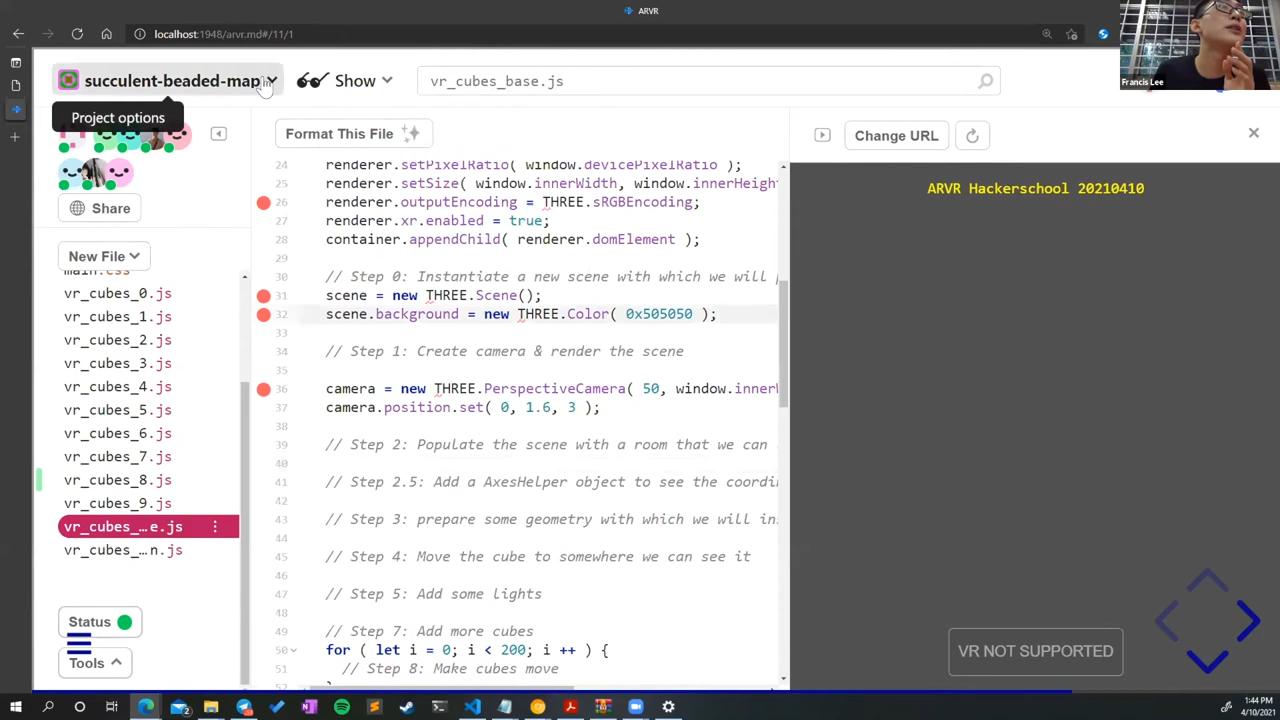 ARVR
localhost:1948/arvr.md#/11/1
Francis Lee
succulent-beaded-map
Show
vr_cubes_base.js
Project options
Format This File
Change URL
Share
New File
main.css
vr_cubes_0.js
vr_cubes_1.js
vr_cubes_2.js
vr_cubes_3.js
vr_cubes_4.js
vr_cubes_5.js
vr_cubes_6.js
vr_cubes_7.js
vr_cubes_8.js
vr_cubes_9.js
vr_cubes_…e.js
vr_cubes_…n.js
Status
Tools
24 renderer.setPixelRatio( window.devicePixelRatio );
25 renderer.setSize( window.innerWidth, window.innerHeigh
26 renderer.outputEncoding = THREE.sRGBEncoding;
27 renderer.xr.enabled = true;
28 container.appendChild( renderer.domElement );
29
30 // Step 0: Instantiate a new scene with which we will
31 scene = new THREE.Scene();
32 scene.background = new THREE.Color( 0x505050 );
33
34 // Step 1: Create camera & render the scene
36 camera = new THREE.PerspectiveCamera( 50, window.inner
37 camera.position.set( 0, 1.6, 3 );
38
39 // Step 2: Populate the scene with a room that we can
40
41 // Step 2.5: Add a AxesHelper object to see the coordi
42
43 // Step 3: prepare some geometry with which we will in
44
45 // Step 4: Move the cube to somewhere we can see it
46
47 // Step 5: Add some lights
48
49 // Step 7: Add more cubes
50 for ( let i = 0; i < 200; i ++ ) {
51 // Step 8: Make cubes move
52
ARVR Hackerschool 20210410
VR NOT SUPPORTED
1:44 PM
4/10/2021